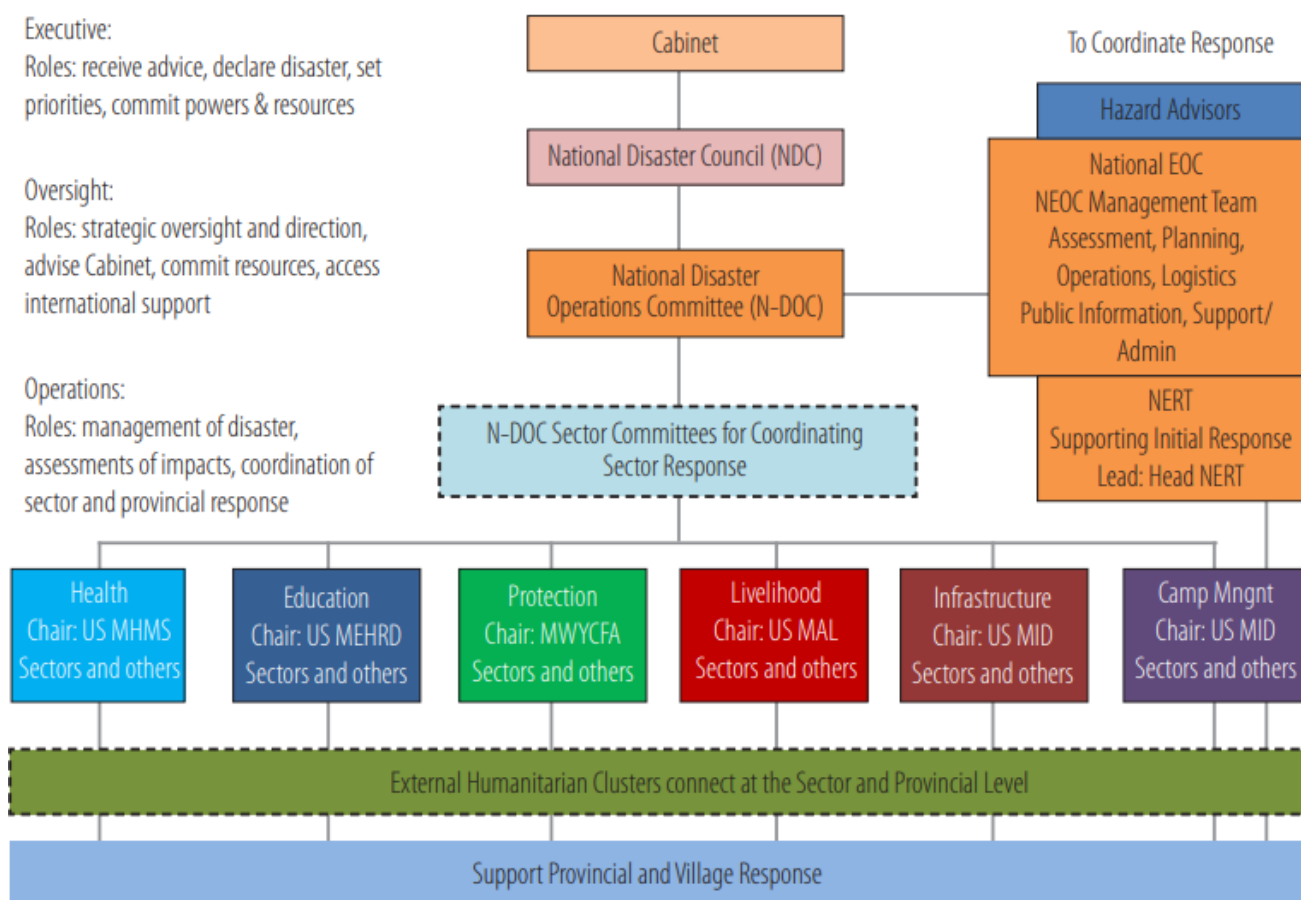 Executive:
Roles: receive advice, declare disaster, set
priorities, commit powers & resources
Oversight:
Roles: strategic oversight and direction,
advise Cabinet, commit resources, access
international support
Operations:
Roles: management of disaster,
assessments of impacts, coordination of
sector and provincial response
Cabinet
National Disaster Council (NDC)
National Disaster
Operations Committee (N-DOC)
N-DOC Sector Committees for Coordinating
Sector Response
To Coordinate Response
Hazard Advisors
National EOC
NEOC Management Team
Assessment, Planning,
Operations, Logistics
Public Information, Support/
Admin
NERT
Supporting Initial Response
Lead: Head NERT
Health
Chair: US MHMS
Sectors and others
Education
Chair: US MEHRD
Sectors and others
Protection
Chair: MWYCFA
Sectors and others
Livelihood
Chair: US MAL
Sectors and others
Infrastructure
Chair: US MID
Sectors and others
Camp Mngnt
Chair: US MID
Sectors and others
External Humanitarian Clusters connect at the Sector and Provincial Level
Support Provincial and Village Response